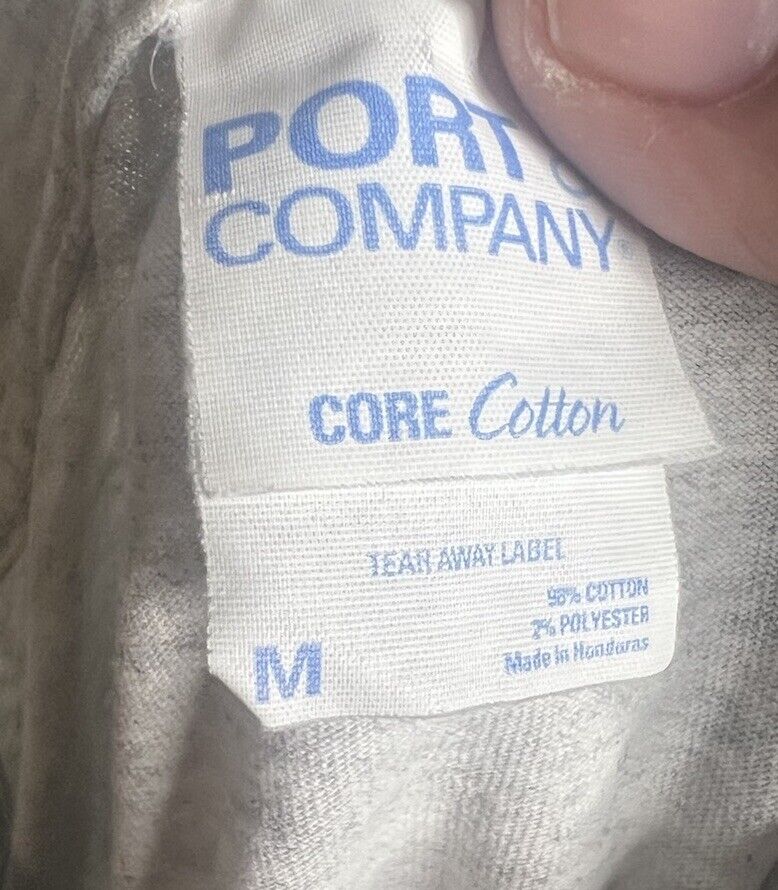 PORT &
COMPANY®
CORE Cotton
TEAR AWAY LABEL
98% COTTON
2% POLYESTER
Made in Honduras
M